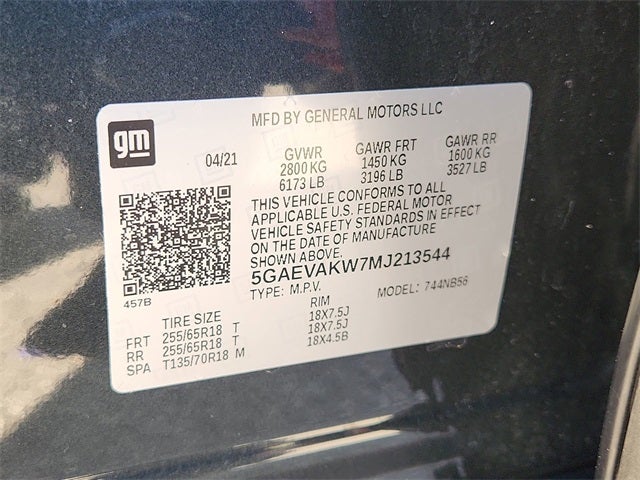 MFD BY GENERAL MOTORS LLC
gm
04/21 GVWR GAWR FRT GAWR RR
2800 KG 1450 KG 1600 KG
6173 LB 3196 LB 3527 LB
THIS VEHICLE CONFORMS TO ALL
APPLICABLE U.S. FEDERAL MOTOR
VEHICLE SAFETY STANDARDS IN EFFECT
ON THE DATE OF MANUFACTURE
SHOWN ABOVE.
5GAEVAKW7MJ213544
457B
TYPE: M.P.V. MODEL: 744NB56
TIRE SIZE RIM
FRT 255/65R18 T 18X7.5J
RR 255/65R18 T 18X7.5J
SPA T135/70R18 M 18X4.5B